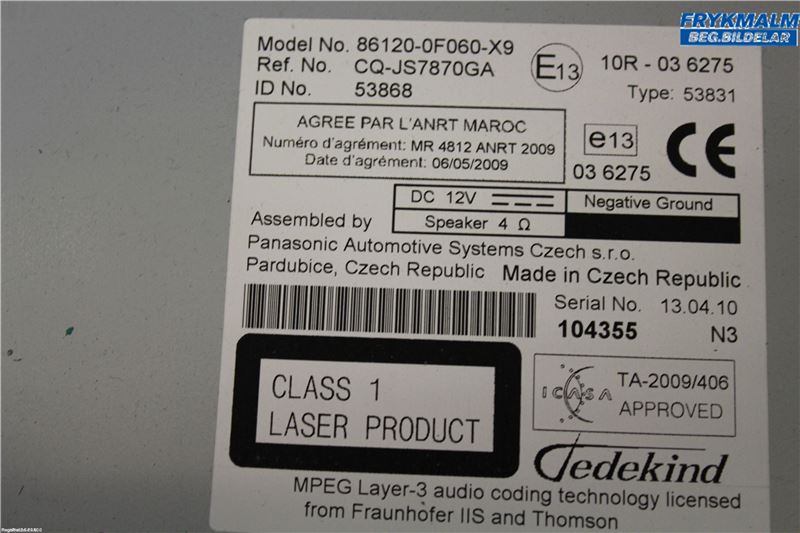 FRYKMALM
BEG.BILDELAR
Model No. 86120-0F060-X9
Ref. No. CQ-JS7870GA
ID No. 53868
E13
10R - 03 6275
Type: 53831
AGREE PAR L'ANRT MAROC
Numéro d'agrément: MR 4812 ANRT 2009
Date d'agrément: 06/05/2009
e13
CE
03 6275
DC 12V
Negative Ground
Speaker 4 Ω
Assembled by
Panasonic Automotive Systems Czech s.r.o.
Pardubice, Czech Republic Made in Czech Republic
Serial No. 13.04.10
104355 N3
CLASS 1
LASER PRODUCT
ICASA
TA-2009/406
APPROVED
Tedekind
MPEG Layer-3 audio coding technology licensed
from Fraunhofer IIS and Thomson